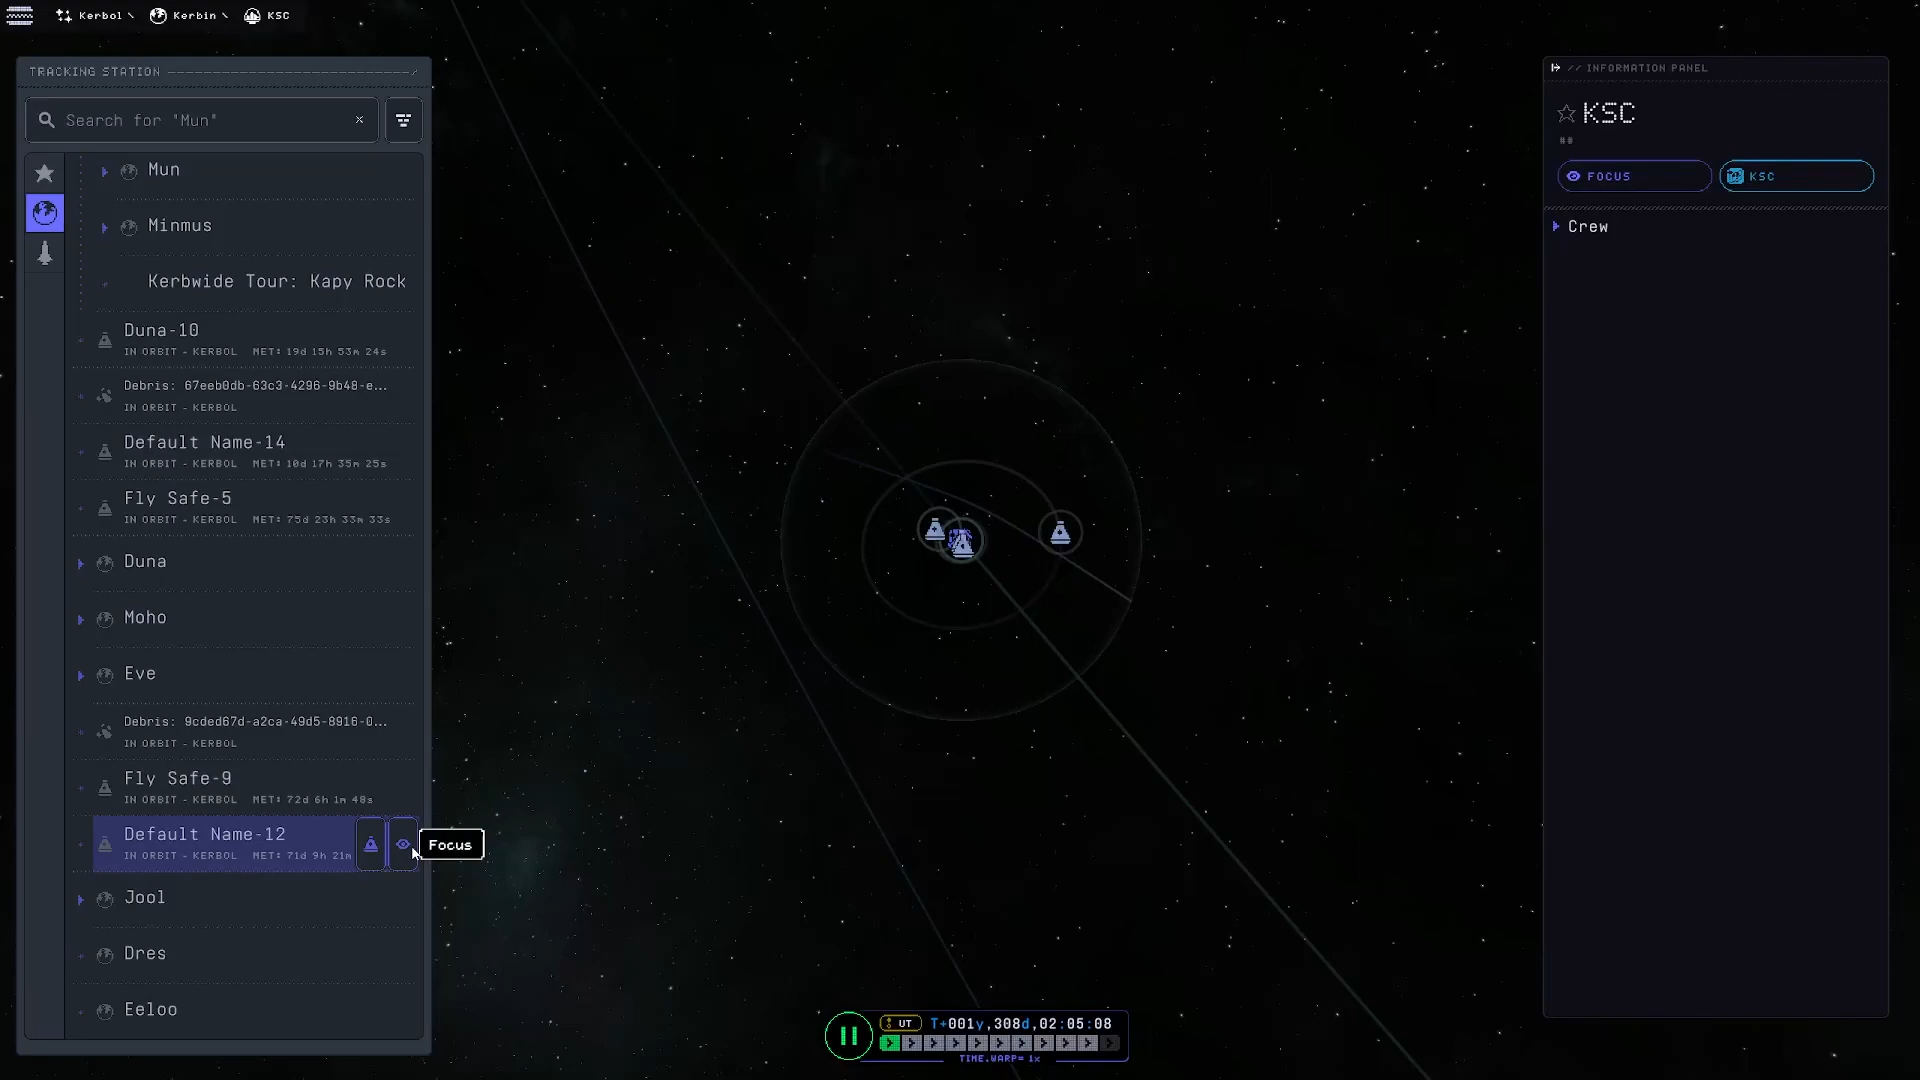 Kerbol
Kerbin
KSC
TRACKING STATION
Search for "Mun"
Mun
Minmus
Kerbwide Tour: Kapy Rock
Duna-10
IN ORBIT - KERBOL MET: 19d 15h 53m 24s
Debris: 67eeb0db-63c3-4296-9b48-e...
IN ORBIT - KERBOL
Default Name-14
IN ORBIT - KERBOL MET: 10d 17h 35m 25s
Fly Safe-5
IN ORBIT - KERBOL MET: 75d 23h 33m 33s
Duna
Moho
Eve
Debris: 9cded67d-a2ca-49d5-8916-0...
IN ORBIT - KERBOL
Fly Safe-9
IN ORBIT - KERBOL MET: 72d 6h 1m 48s
Default Name-12
IN ORBIT - KERBOL MET: 71d 9h 21m
Focus
Jool
Dres
Eeloo
UT T+001y,308d,02:05:08
TIME.WARP= 1x
// INFORMATION PANEL
KSC
##
FOCUS
KSC
Crew